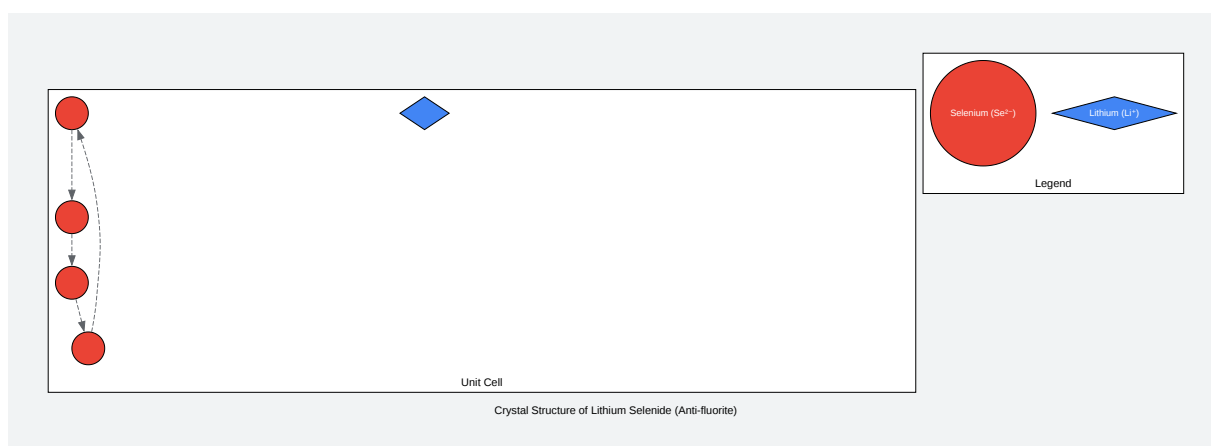 Selenium (Se²⁻)
Lithium (Li⁺)
Legend
Unit Cell
Crystal Structure of Lithium Selenide (Anti-fluorite)